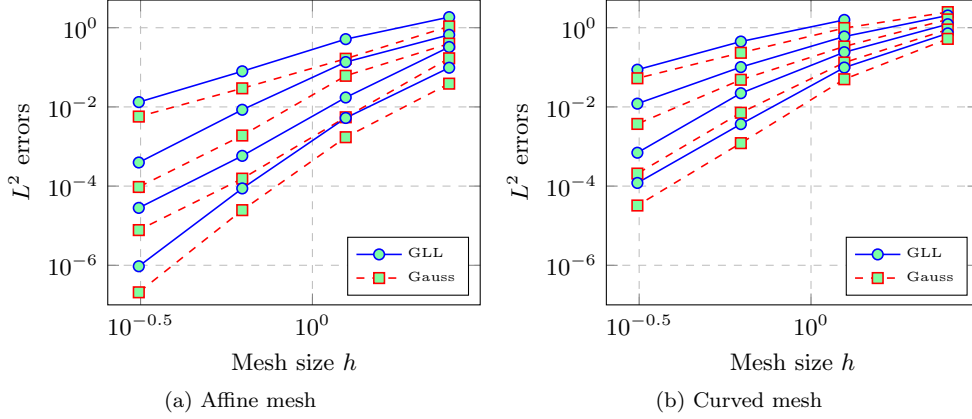 10^0
10^−2
10^−4
10^−6
L^2 errors
GLL
Gauss
10^−0.5
10^0
Mesh size h
(a) Affine mesh
10^0
10^−2
10^−4
10^−6
L^2 errors
GLL
Gauss
10^−0.5
10^0
Mesh size h
(b) Curved mesh